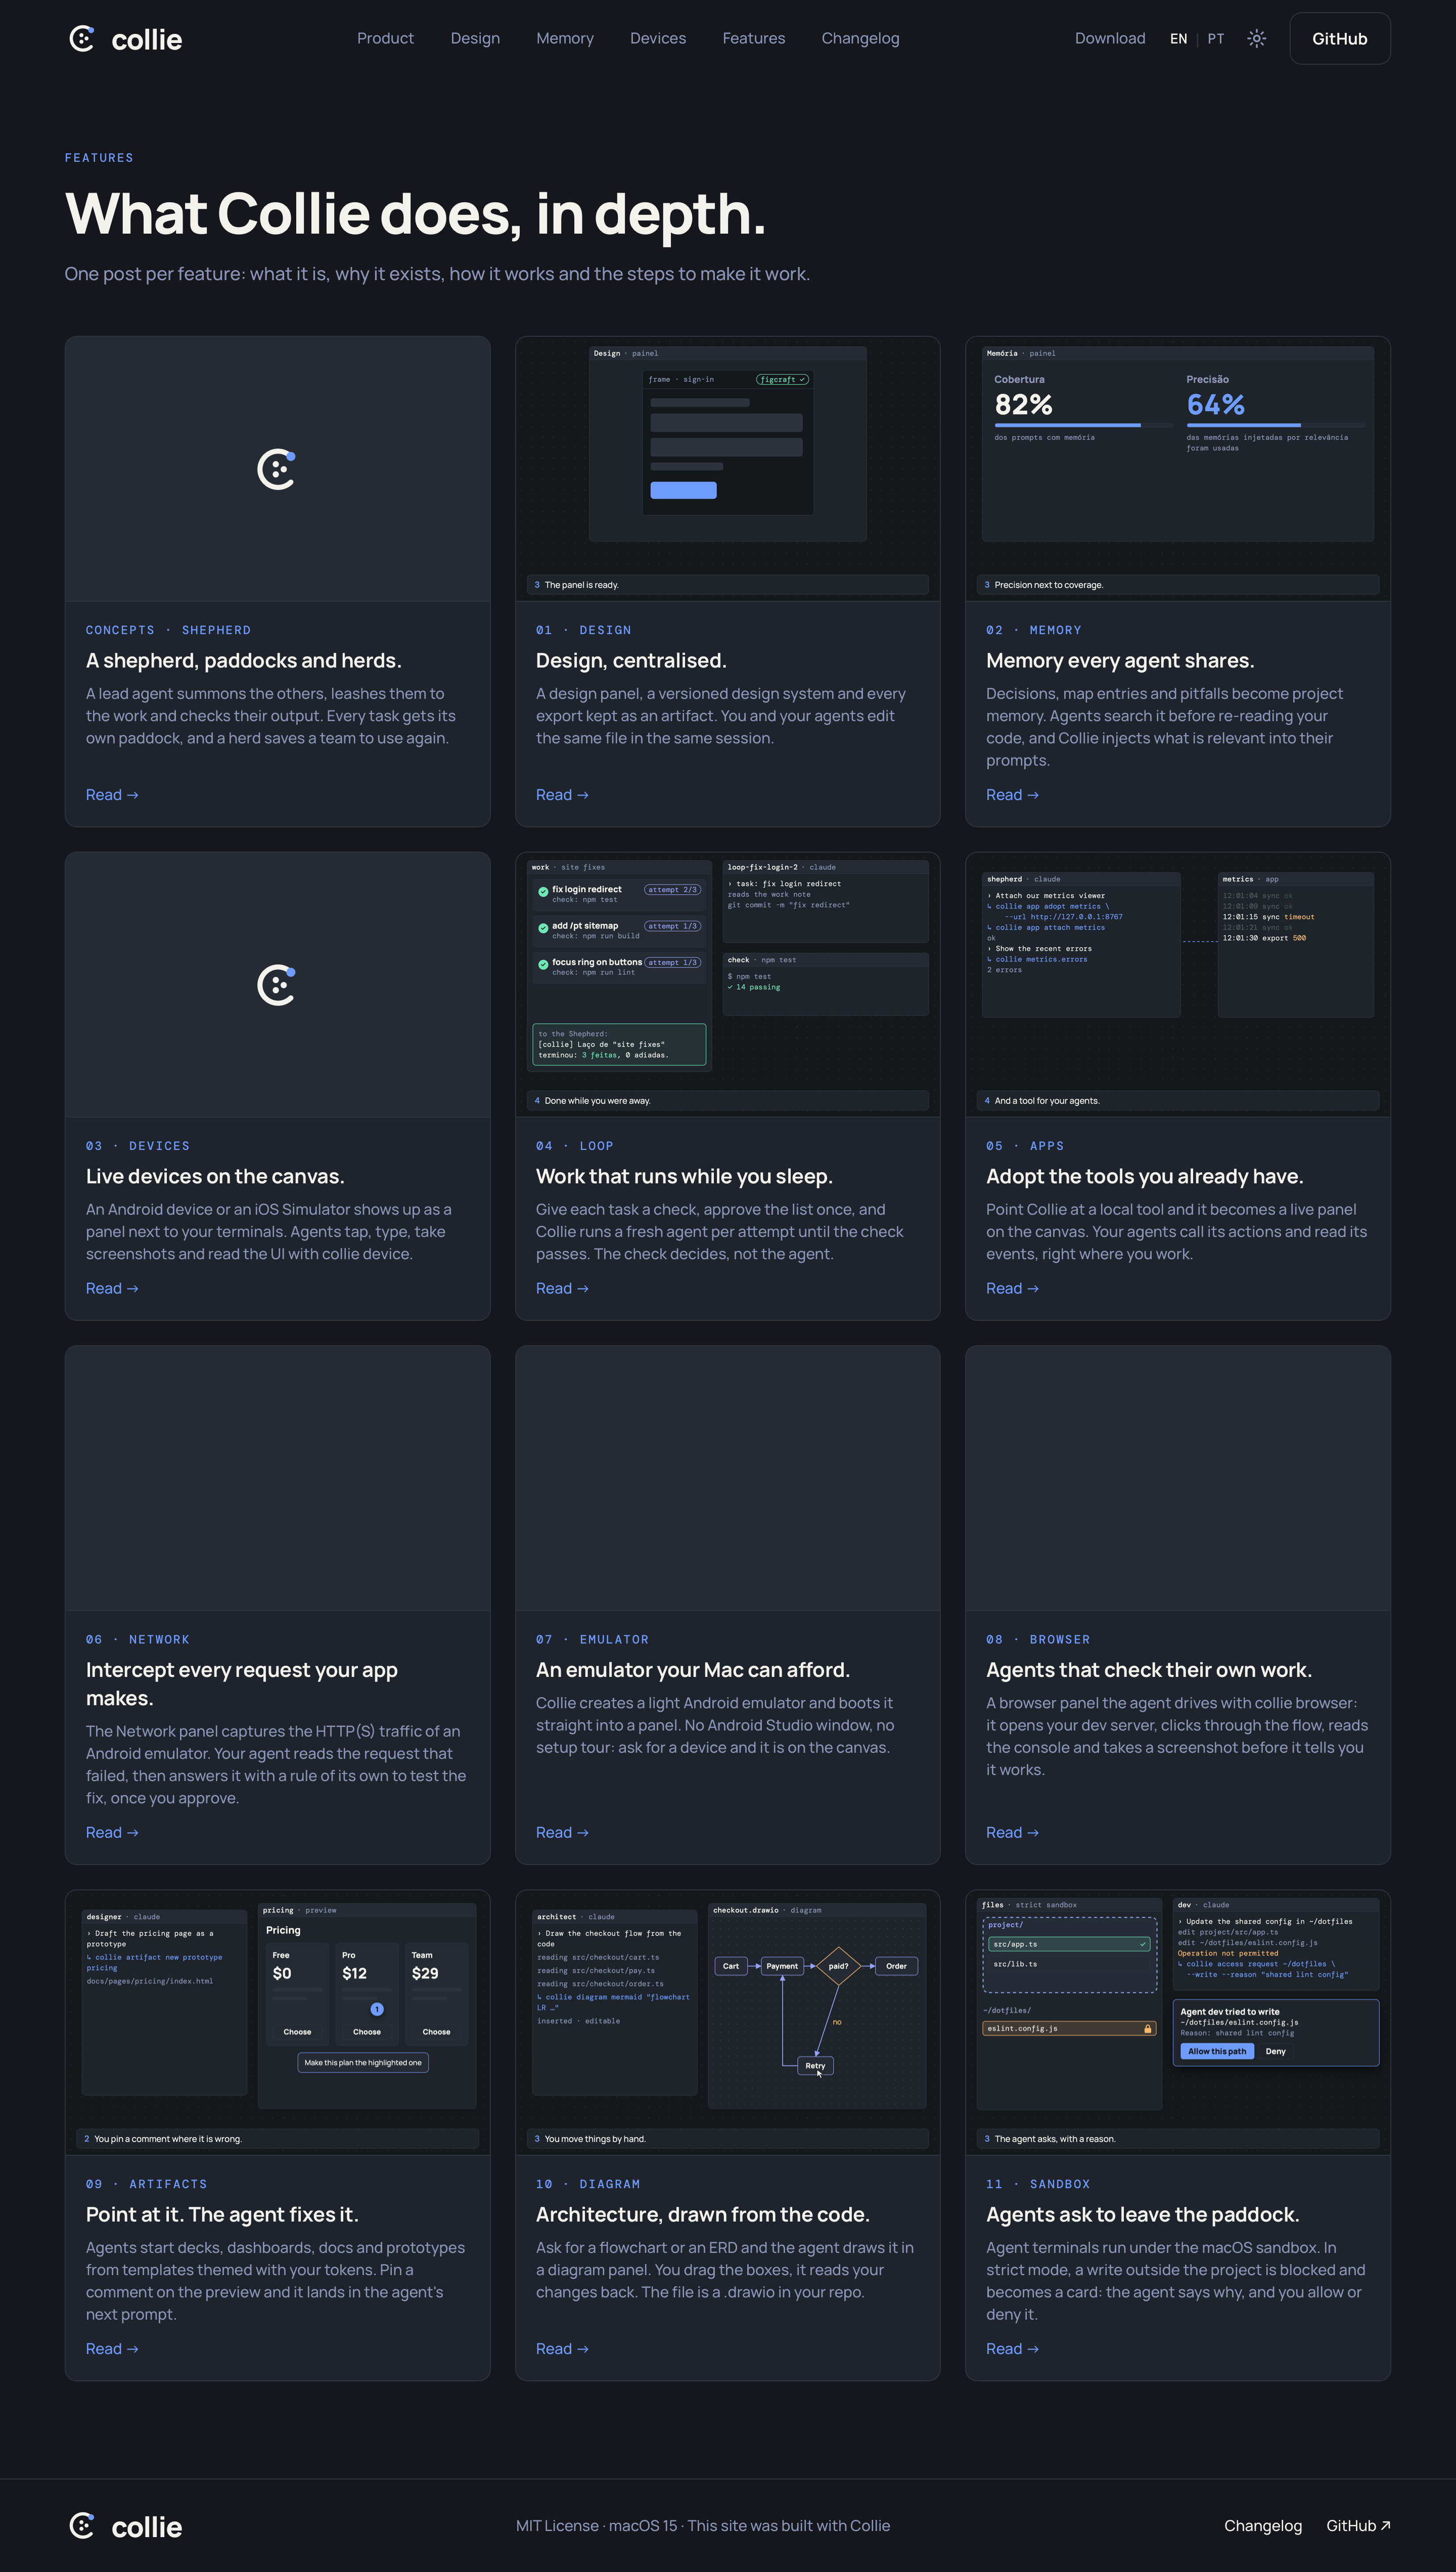 collie
Product
Design
Memory
Devices
Features
Changelog
Download
EN | PT
GitHub
FEATURES
What Collie does, in depth.
One post per feature: what it is, why it exists, how it works and the steps to make it work.
CONCEPTS · SHEPHERD
A shepherd, paddocks and herds.
A lead agent summons the others, leashes them to
the work and checks their output. Every task gets its
own paddock, and a herd saves a team to use again.
Read →
Design · painel
frame · sign-in
figcraft ✓
3 The panel is ready.
01 · DESIGN
Design, centralised.
A design panel, a versioned design system and every
export kept as an artifact. You and your agents edit
the same file in the same session.
Read →
Memória · painel
Cobertura
82%
dos prompts com memória
Precisão
64%
das memórias injetadas por relevância
foram usadas
3 Precision next to coverage.
02 · MEMORY
Memory every agent shares.
Decisions, map entries and pitfalls become project
memory. Agents search it before re-reading your
code, and Collie injects what is relevant into their
prompts.
Read →
03 · DEVICES
Live devices on the canvas.
An Android device or an iOS Simulator shows up as a
panel next to your terminals. Agents tap, type, take
screenshots and read the UI with collie device.
Read →
work · site fixes
fix login redirect
attempt 2/3
check: npm test
add /pt sitemap
attempt 1/3
check: npm run build
focus ring on buttons
attempt 1/3
check: npm run lint
to the Shepherd:
[collie] Laço de "site fixes"
terminou: 3 feitas, 0 adiadas.
loop-fix-login-2 · claude
› task: fix login redirect
reads the work note
git commit -m "fix redirect"
check · npm test
$ npm test
✓ 14 passing
4 Done while you were away.
04 · LOOP
Work that runs while you sleep.
Give each task a check, approve the list once, and
Collie runs a fresh agent per attempt until the check
passes. The check decides, not the agent.
Read →
shepherd · claude
› Attach our metrics viewer
↳ collie app adopt metrics \
--url http://127.0.0.1:8767
↳ collie app attach metrics
ok
› Show the recent errors
↳ collie metrics.errors
2 errors
metrics · app
12:01:04 sync ok
12:01:09 sync ok
12:01:15 sync timeout
12:01:21 sync ok
12:01:30 export 500
4 And a tool for your agents.
05 · APPS
Adopt the tools you already have.
Point Collie at a local tool and it becomes a live panel
on the canvas. Your agents call its actions and read its
events, right where you work.
Read →
06 · NETWORK
Intercept every request your app
makes.
The Network panel captures the HTTP(S) traffic of an
Android emulator. Your agent reads the request that
failed, then answers it with a rule of its own to test the
fix, once you approve.
Read →
07 · EMULATOR
An emulator your Mac can afford.
Collie creates a light Android emulator and boots it
straight into a panel. No Android Studio window, no
setup tour: ask for a device and it is on the canvas.
Read →
08 · BROWSER
Agents that check their own work.
A browser panel the agent drives with collie browser:
it opens your dev server, clicks through the flow, reads
the console and takes a screenshot before it tells you
it works.
Read →
designer · claude
› Draft the pricing page as a
prototype
↳ collie artifact new prototype
pricing
docs/pages/pricing/index.html
pricing · preview
Pricing
Free
$0
Choose
Pro
$12
1
Choose
Team
$29
Choose
Make this plan the highlighted one
2 You pin a comment where it is wrong.
09 · ARTIFACTS
Point at it. The agent fixes it.
Agents start decks, dashboards, docs and prototypes
from templates themed with your tokens. Pin a
comment on the preview and it lands in the agent's
next prompt.
Read →
architect · claude
› Draw the checkout flow from the
code
reading src/checkout/cart.ts
reading src/checkout/pay.ts
reading src/checkout/order.ts
↳ collie diagram mermaid "flowchart
LR …"
inserted · editable
checkout.drawio · diagram
Cart
Payment
paid?
Order
no
Retry
3 You move things by hand.
10 · DIAGRAM
Architecture, drawn from the code.
Ask for a flowchart or an ERD and the agent draws it in
a diagram panel. You drag the boxes, it reads your
changes back. The file is a .drawio in your repo.
Read →
files · strict sandbox
project/
src/app.ts ✓
src/lib.ts
~/dotfiles/
eslint.config.js
dev · claude
› Update the shared config in ~/dotfiles
edit project/src/app.ts
edit ~/dotfiles/eslint.config.js
Operation not permitted
↳ collie access request ~/dotfiles \
--write --reason "shared lint config"
Agent dev tried to write
~/dotfiles/eslint.config.js
Reason: shared lint config
Allow this path
Deny
3 The agent asks, with a reason.
11 · SANDBOX
Agents ask to leave the paddock.
Agent terminals run under the macOS sandbox. In
strict mode, a write outside the project is blocked and
becomes a card: the agent says why, and you allow or
deny it.
Read →
collie
MIT License · macOS 15 · This site was built with Collie
Changelog
GitHub ↗